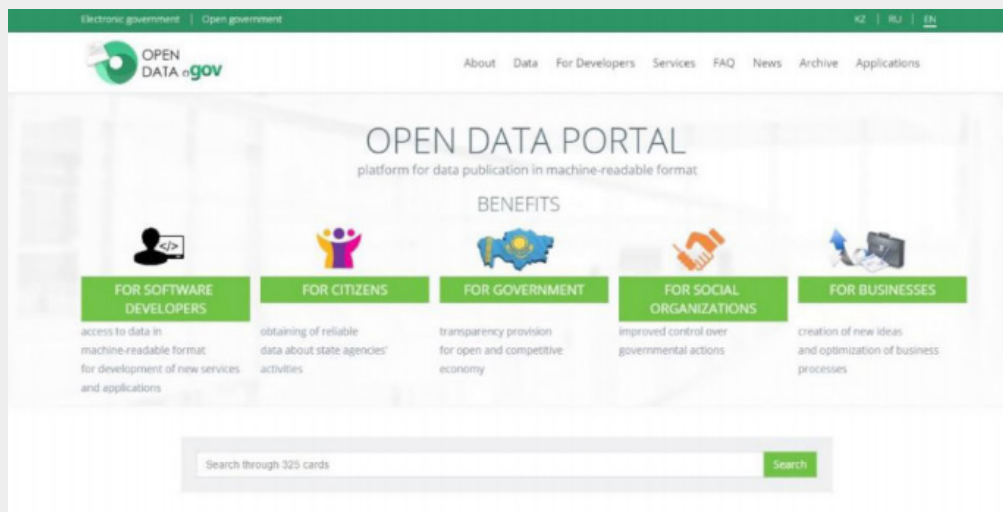 Electronic government | Open government
KZ | RU | EN
OPEN
DATA egov
About Data For Developers Services FAQ News Archive Applications
OPEN DATA PORTAL
platform for data publication in machine-readable format
BENEFITS
FOR SOFTWARE
DEVELOPERS
access to data in
machine-readable format
for development of new services
and applications
FOR CITIZENS
obtaining of reliable
data about state agencies'
activities
FOR GOVERNMENT
transparency provision
for open and competitive
economy
FOR SOCIAL
ORGANIZATIONS
improved control over
governmental actions
FOR BUSINESSES
creation of new ideas
and optimization of business
processes
Search through 325 cards
Search